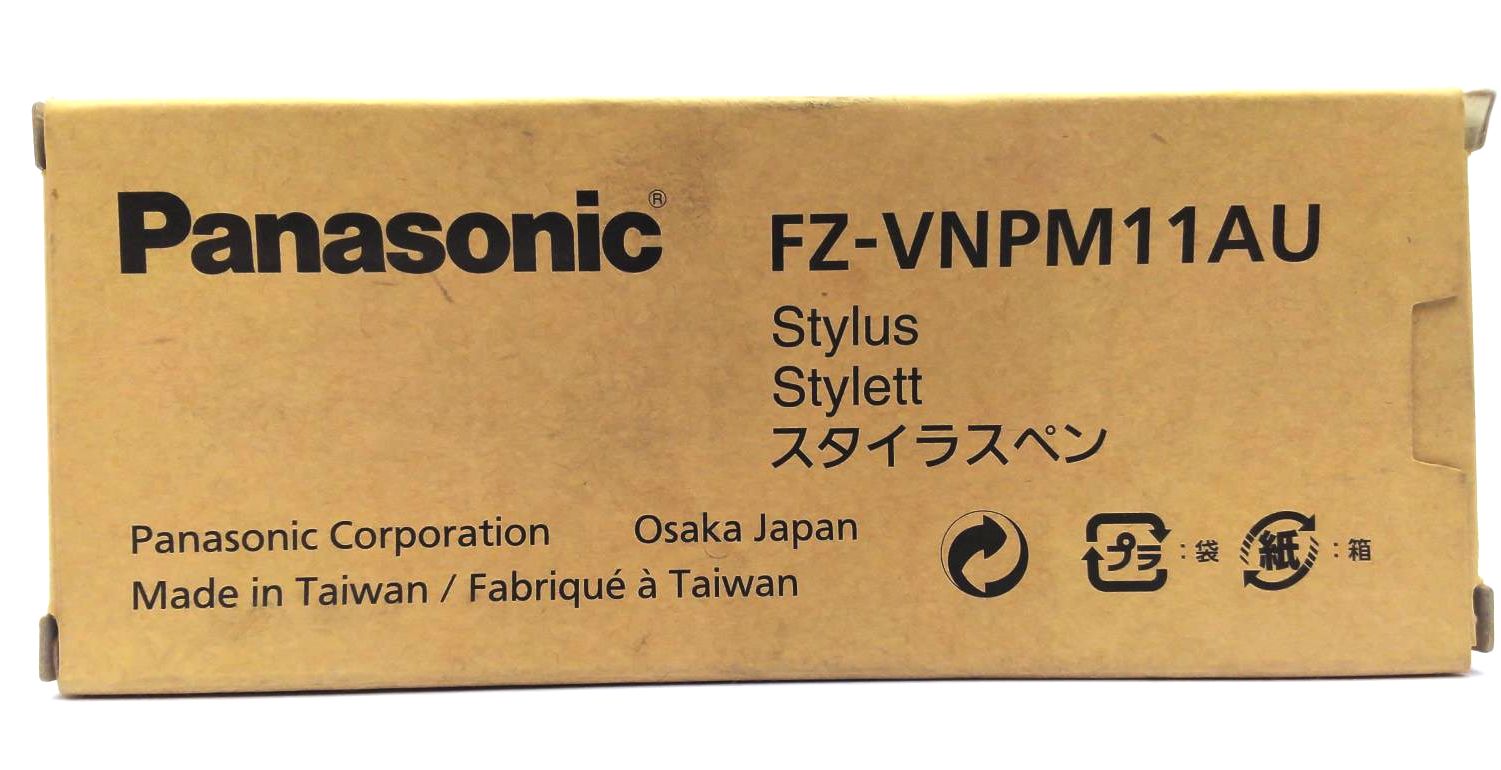 Panasonic®
FZ-VNPM11AU
Stylus
Stylett
スタイラスペン
Panasonic Corporation Osaka Japan
Made in Taiwan / Fabriqué à Taiwan
プラ : 袋 紙 : 箱